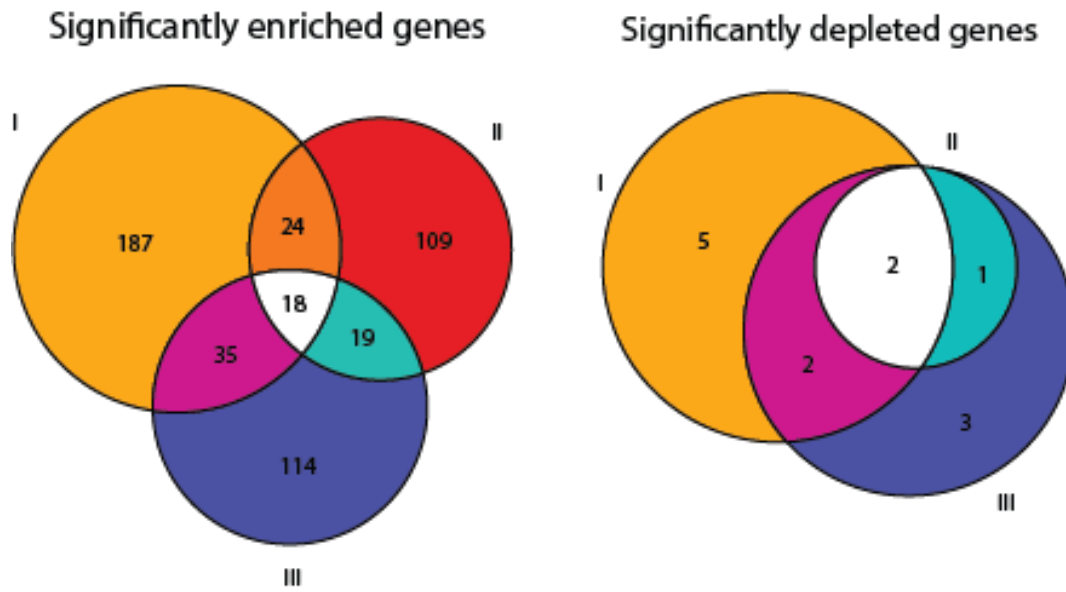 Significantly enriched genes
I
II
187
24
109
18
35
19
114
III
Significantly depleted genes
I
II
5
2
1
2
3
III